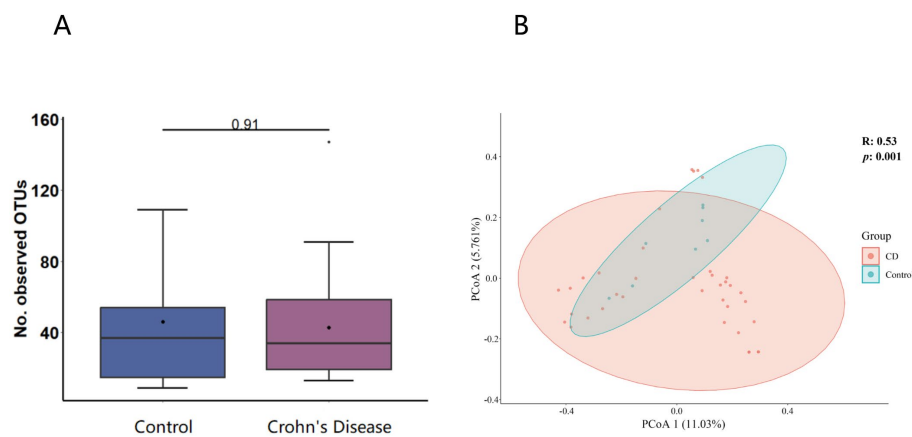 A
B
No. observed OTUs
160
120
80
40
0.91
Control
Crohn's Disease
PCoA 2 (5.761%)
0.4
0.2
0.0
-0.2
-0.4
-0.4
0.0
0.4
PCoA 1 (11.03%)
R: 0.53
p: 0.001
Group
CD
Contro